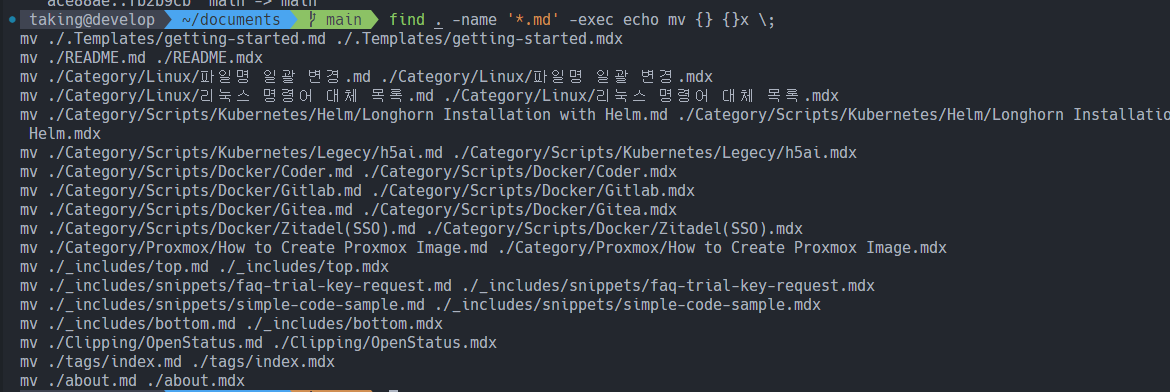 ace88ae..fb2b9cb  main -> main
taking@develop ~/documents main find . -name '*.md' -exec echo mv {} {}x \;
mv ./.Templates/getting-started.md ./.Templates/getting-started.mdx
mv ./README.md ./README.mdx
mv ./Category/Linux/파일명 일괄 변경.md ./Category/Linux/파일명 일괄 변경.mdx
mv ./Category/Linux/리눅스 명령어 대체 목록.md ./Category/Linux/리눅스 명령어 대체 목록.mdx
mv ./Category/Scripts/Kubernetes/Helm/Longhorn Installation with Helm.md ./Category/Scripts/Kubernetes/Helm/Longhorn Installatio
Helm.mdx
mv ./Category/Scripts/Kubernetes/Legecy/h5ai.md ./Category/Scripts/Kubernetes/Legecy/h5ai.mdx
mv ./Category/Scripts/Docker/Coder.md ./Category/Scripts/Docker/Coder.mdx
mv ./Category/Scripts/Docker/Gitlab.md ./Category/Scripts/Docker/Gitlab.mdx
mv ./Category/Scripts/Docker/Gitea.md ./Category/Scripts/Docker/Gitea.mdx
mv ./Category/Scripts/Docker/Zitadel(SSO).md ./Category/Scripts/Docker/Zitadel(SSO).mdx
mv ./Category/Proxmox/How to Create Proxmox Image.md ./Category/Proxmox/How to Create Proxmox Image.mdx
mv ./_includes/top.md ./_includes/top.mdx
mv ./_includes/snippets/faq-trial-key-request.md ./_includes/snippets/faq-trial-key-request.mdx
mv ./_includes/snippets/simple-code-sample.md ./_includes/snippets/simple-code-sample.mdx
mv ./_includes/bottom.md ./_includes/bottom.mdx
mv ./Clipping/OpenStatus.md ./Clipping/OpenStatus.mdx
mv ./tags/index.md ./tags/index.mdx
mv ./about.md ./about.mdx